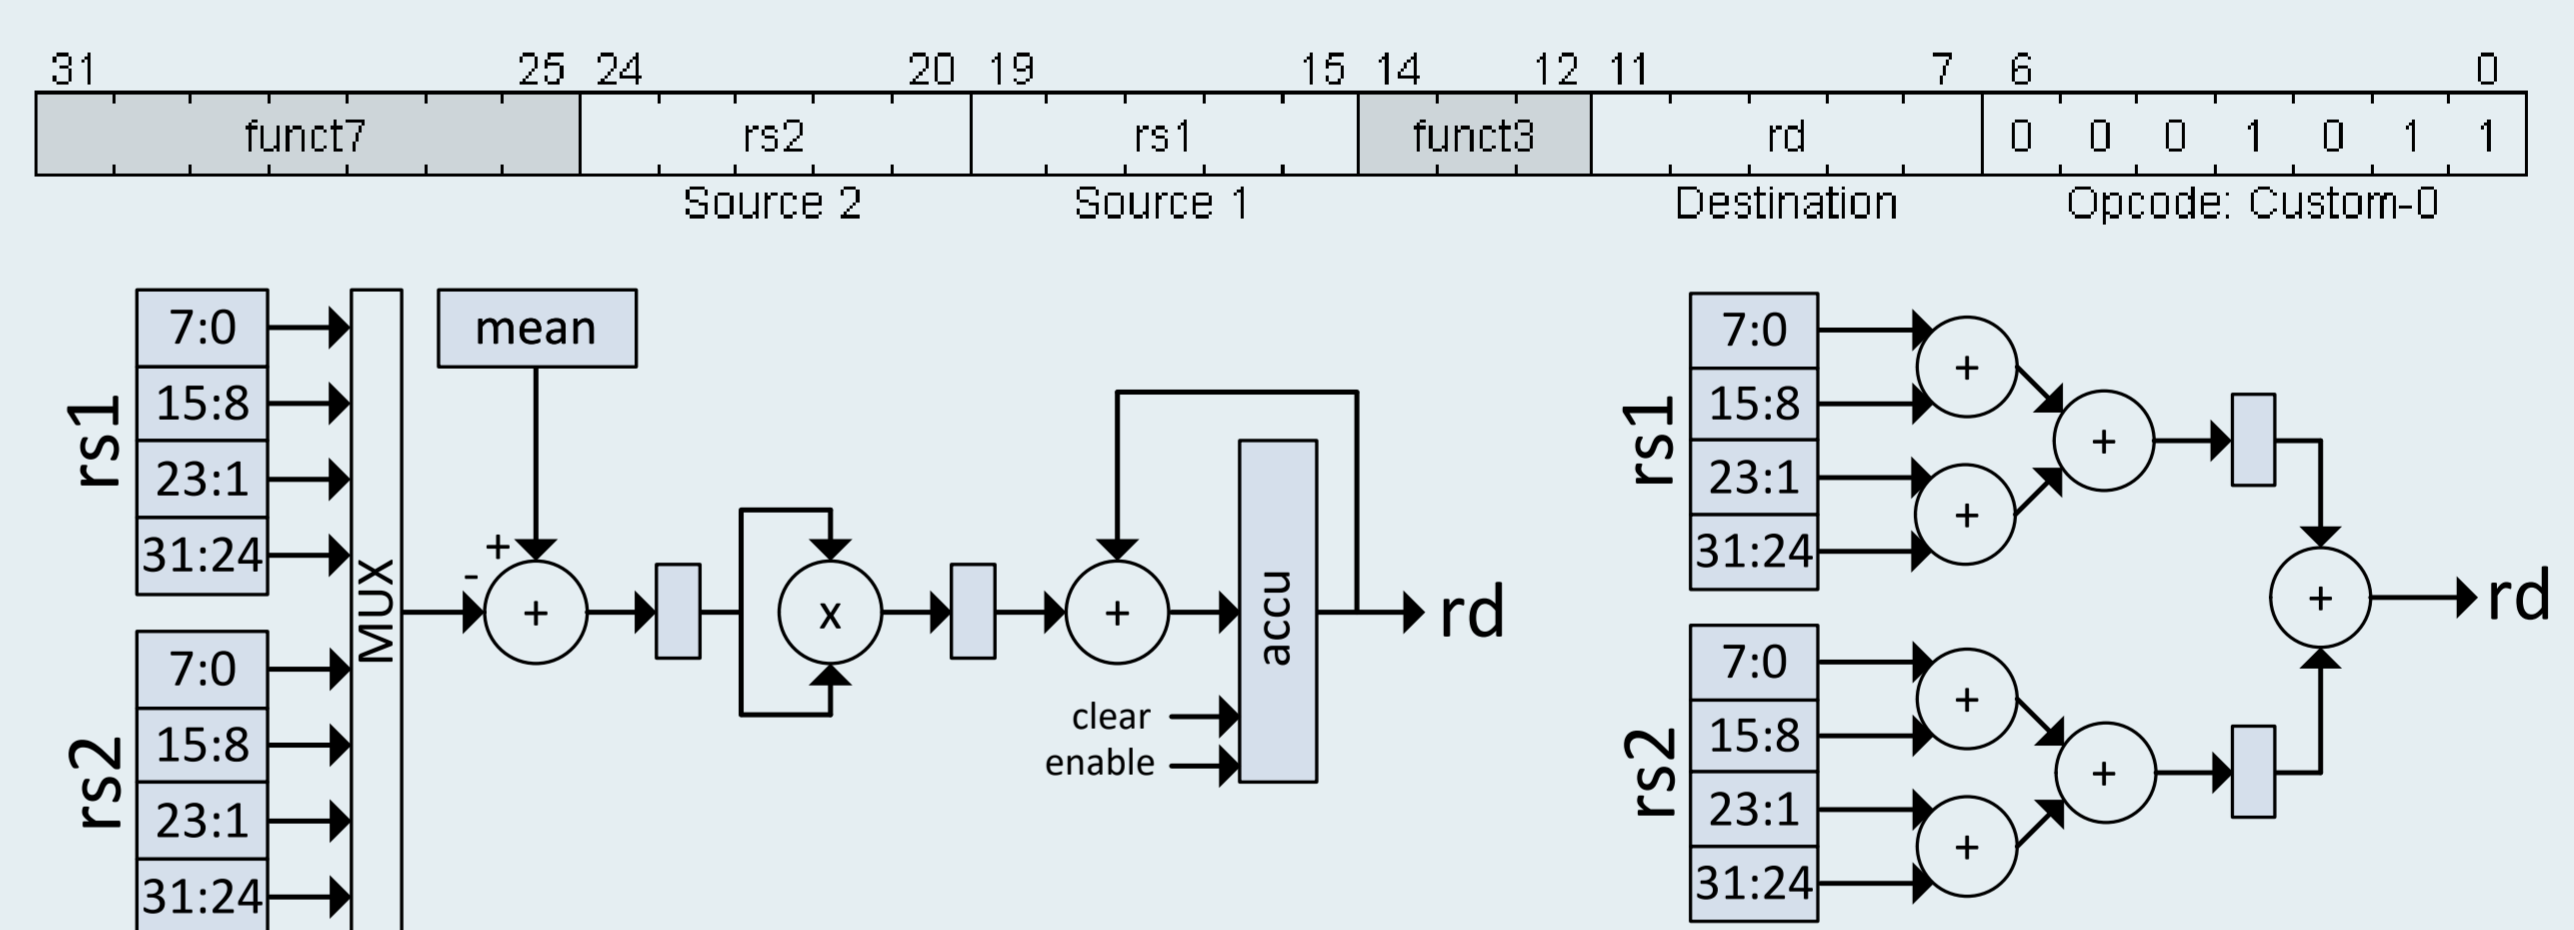 31 25 24 20 19 15 14 12 11 7 6 0
funct7 rs2 rs1 funct3 rd 0 0 0 1 0 1 1
Source 2 Source 1 Destination Opcode: Custom-0
rs1
7:0
15:8
23:1
31:24
rs2
7:0
15:8
23:1
31:24
MUX
mean
+
-
+
x
+
accu
clear
enable
rd
rs1
7:0
15:8
23:1
31:24
+
+
+
rs2
7:0
15:8
23:1
31:24
+
+
+
+
rd